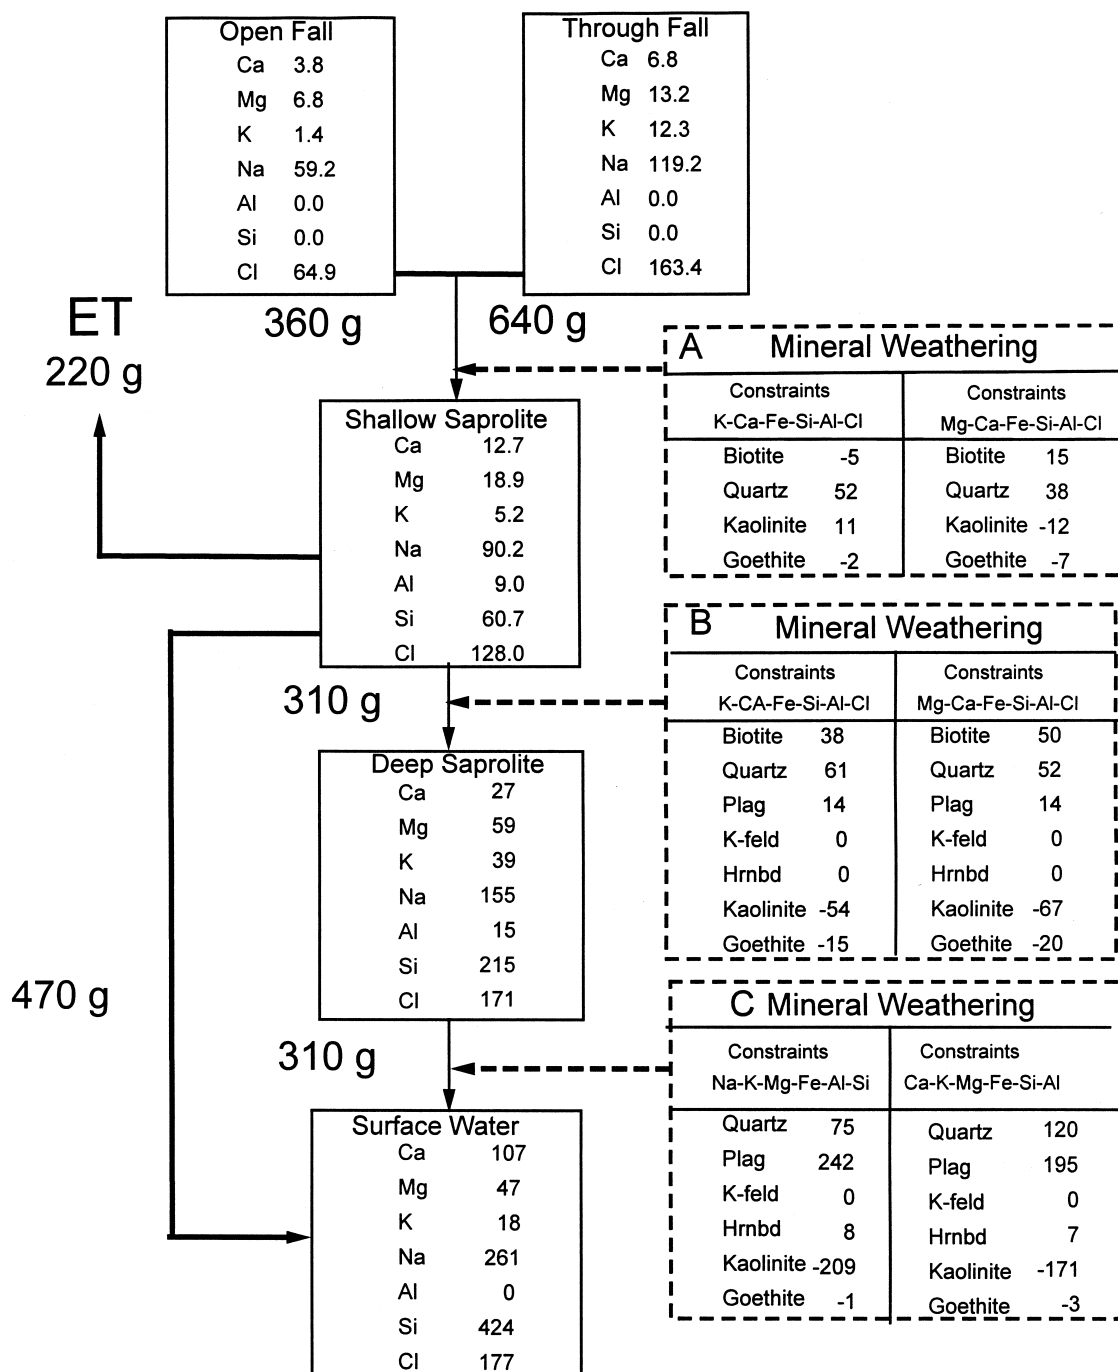 Open Fall
Ca 3.8
Mg 6.8
K 1.4
Na 59.2
Al 0.0
Si 0.0
Cl 64.9
Through Fall
Ca 6.8
Mg 13.2
K 12.3
Na 119.2
Al 0.0
Si 0.0
Cl 163.4
ET
220 g
360 g
640 g
A Mineral Weathering
Constraints
K-Ca-Fe-Si-Al-Cl
Biotite -5
Quartz 52
Kaolinite 11
Goethite -2
Constraints
Mg-Ca-Fe-Si-Al-Cl
Biotite 15
Quartz 38
Kaolinite -12
Goethite -7
Shallow Saprolite
Ca 12.7
Mg 18.9
K 5.2
Na 90.2
Al 9.0
Si 60.7
Cl 128.0
310 g
B Mineral Weathering
Constraints
K-CA-Fe-Si-Al-Cl
Biotite 38
Quartz 61
Plag 14
K-feld 0
Hrnbd 0
Kaolinite -54
Goethite -15
Constraints
Mg-Ca-Fe-Si-Al-Cl
Biotite 50
Quartz 52
Plag 14
K-feld 0
Hrnbd 0
Kaolinite -67
Goethite -20
Deep Saprolite
Ca 27
Mg 59
K 39
Na 155
Al 15
Si 215
Cl 171
470 g
310 g
C Mineral Weathering
Constraints
Na-K-Mg-Fe-Al-Si
Quartz 75
Plag 242
K-feld 0
Hrnbd 8
Kaolinite -209
Goethite -1
Constraints
Ca-K-Mg-Fe-Si-Al
Quartz 120
Plag 195
K-feld 0
Hrnbd 7
Kaolinite -171
Goethite -3
Surface Water
Ca 107
Mg 47
K 18
Na 261
Al 0
Si 424
Cl 177